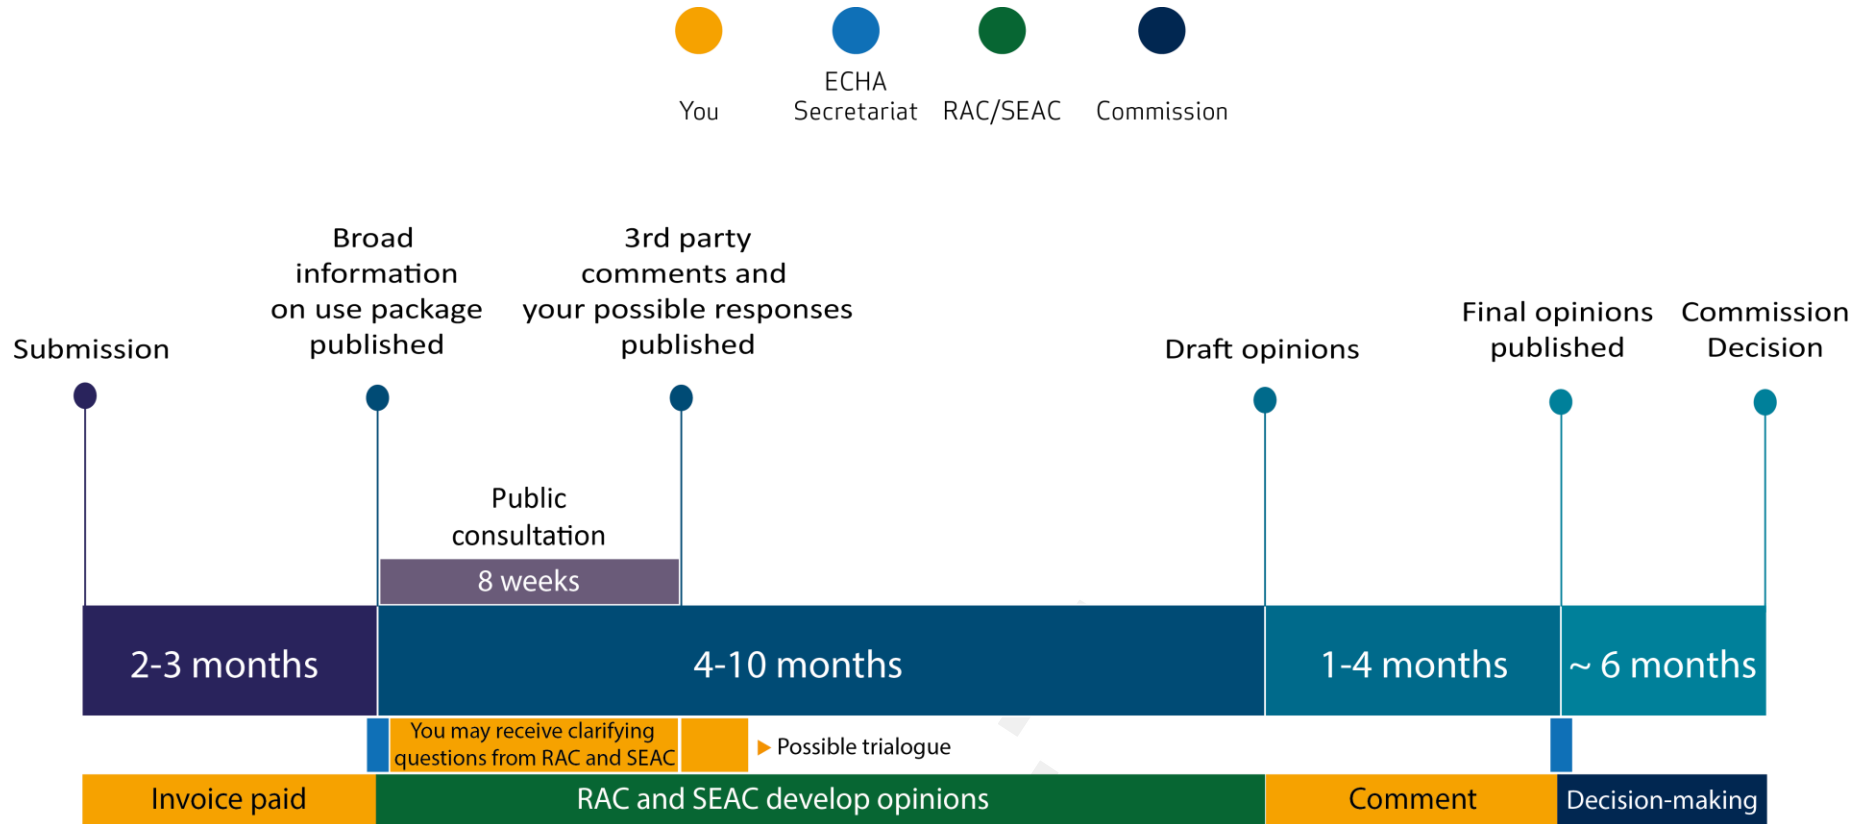 You
ECHA
Secretariat
RAC/SEAC
Commission
Submission
Broad
information
on use package
published
3rd party
comments and
your possible responses
published
Draft opinions
Final opinions
published
Commission
Decision
Public
consultation
8 weeks
2-3 months
4-10 months
1-4 months
~ 6 months
You may receive clarifying
questions from RAC and SEAC
Possible trialogue
Invoice paid
RAC and SEAC develop opinions
Comment
Decision-making